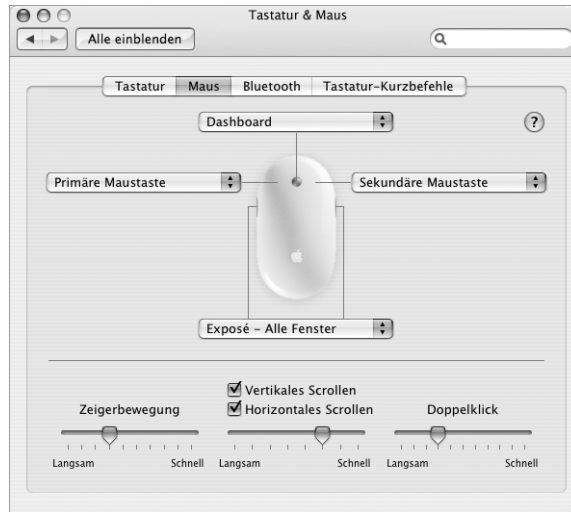 Tastatur & Maus
Alle einblenden
Tastatur Maus Bluetooth Tastatur-Kurzbefehle
Dashboard
?
Primäre Maustaste
Sekundäre Maustaste
Exposé – Alle Fenster
Vertikales Scrollen
Zeigerbewegung Horizontales Scrollen Doppelklick
Langsam Schnell Langsam Schnell Langsam Schnell